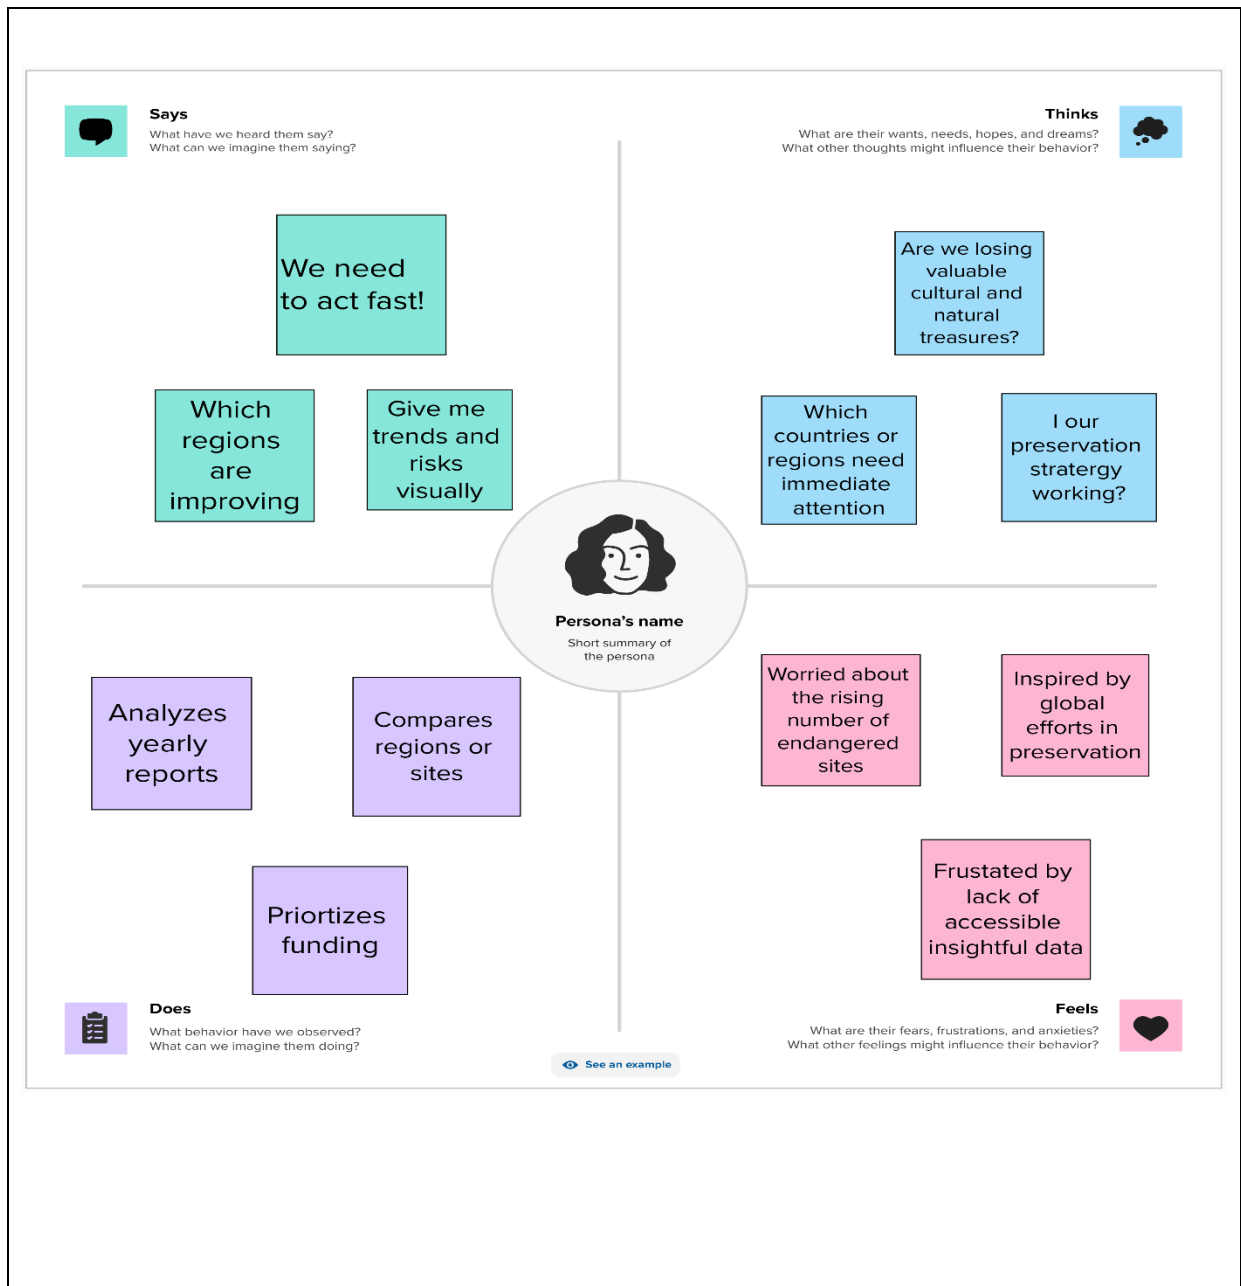 Says
What have we heard them say?
What can we imagine them saying?
Thinks
What are their wants, needs, hopes, and dreams?
What other thoughts might influence their behavior?
We need
to act fast!
Which
regions
are
improving
Give me
trends and
risks
visually
Are we losing
valuable
cultural and
natural
treasures?
Which
countries or
regions need
immediate
attention
I our
preservation
stratergy
working?
Persona's name
Short summary of
the persona
Analyzes
yearly
reports
Compares
regions or
sites
Priortizes
funding
Worried about
the rising
number of
endangered
sites
Inspired by
global
efforts in
preservation
Frustated by
lack of
accessible
insightful data
Does
What behavior have we observed?
What can we imagine them doing?
Feels
What are their fears, frustrations, and anxieties?
What other feelings might influence their behavior?
See an example